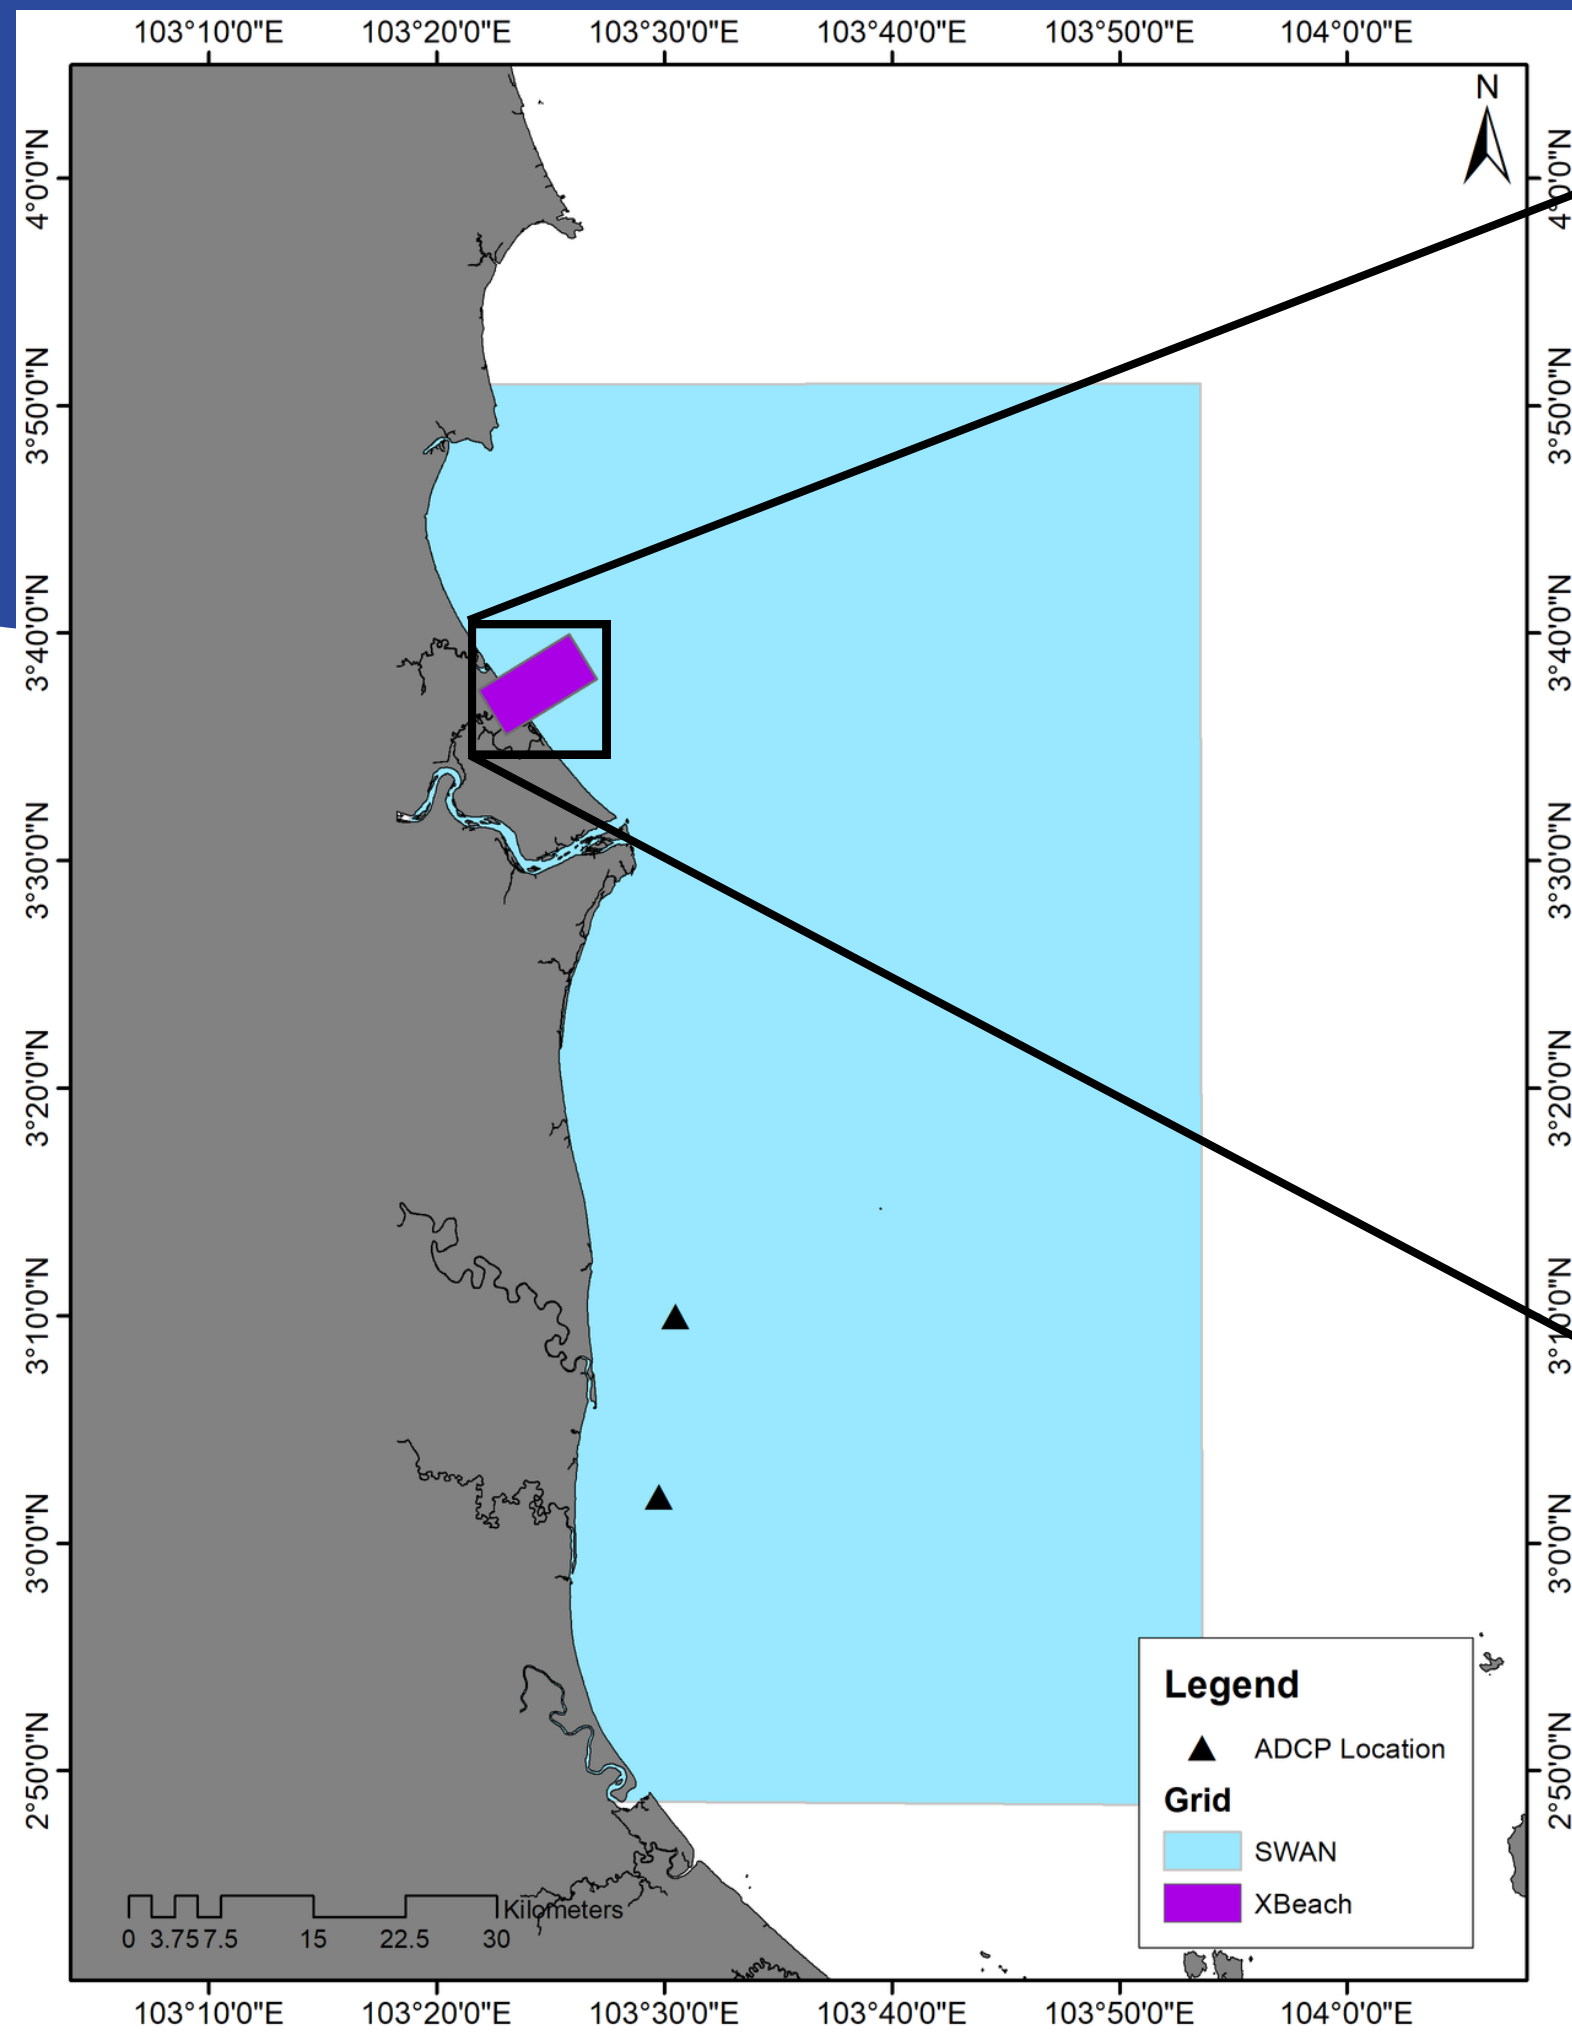 103°10'0"E 103°20'0"E 103°30'0"E 103°40'0"E 103°50'0"E 104°0'0"E
N
4°0'0"N 4°0'0"N
3°50'0"N 3°50'0"N
3°40'0"N 3°40'0"N
3°30'0"N 3°30'0"N
3°20'0"N 3°20'0"N
3°10'0"N 3°10'0"N
3°0'0"N 3°0'0"N
2°50'0"N 2°50'0"N
Legend
ADCP Location
Grid
SWAN
XBeach
Kilometers
0 3.75 7.5 15 22.5 30
103°10'0"E 103°20'0"E 103°30'0"E 103°40'0"E 103°50'0"E 104°0'0"E